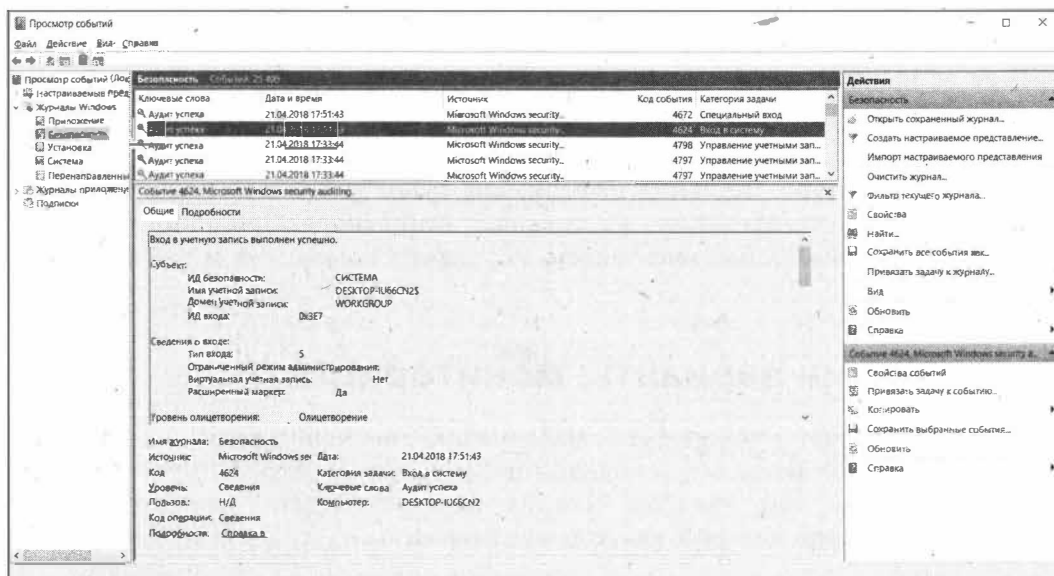 Просмотр событий
Файл Действие Вид Справка
Просмотр событий (Лок
Настраиваемые пред
Журналы Windows
Приложение
Безопасность
Установка
Система
Перенаправленны
Журналы приложени
Подписки
Безопасность Событий: 25 405
Ключевые слова Дата и время Источник Код события Категория задачи
Аудит успеха 21.04.2018 17:51:43 Microsoft Windows security... 4672 Специальный вход
Аудит успеха 21.04.2018 17:51:43 Microsoft Windows security... 4624 Вход в систему
Аудит успеха 21.04.2018 17:33:44 Microsoft Windows security... 4798 Управление учетными зап...
Аудит успеха 21.04.2018 17:33:44 Microsoft Windows security... 4797 Управление учетными зап...
Аудит успеха 21.04.2018 17:33:44 Microsoft Windows security... 4797 Управление учетными зап...
Событие 4624, Microsoft Windows security auditing.
Общие Подробности
Вход в учетную запись выполнен успешно.
Субъект:
ИД безопасности: СИСТЕМА
Имя учетной записи: DESKTOP-IU66CN2$
Домен учетной записи: WORKGROUP
ИД входа: 0x3E7
Сведения о входе:
Тип входа: 5
Ограниченный режим администрирования:
Виртуальная учетная запись: Нет
Расширенный маркер: Да
Уровень олицетворения: Олицетворение
Имя журнала: Безопасность
Источник: Microsoft Windows sec Дата: 21.04.2018 17:51:43
Код 4624 Категория задачи: Вход в систему
Уровень: Сведения Ключевые слова: Аудит успеха
Пользов.: Н/Д Компьютер: DESKTOP-IU66CN2
Код операции: Сведения
Подробности: Справка в
Действия
Безопасность
Открыть сохраненный журнал...
Создать настраиваемое представление...
Импорт настраиваемого представления
Очистить журнал...
Фильтр текущего журнала...
Свойства
Найти...
Сохранить все события как...
Привязать задачу к журналу...
Вид
Обновить
Справка
Событие 4624, Microsoft Windows security a...
Свойства событий
Привязать задачу к событию...
Копировать
Сохранить выбранные события...
Обновить
Справка